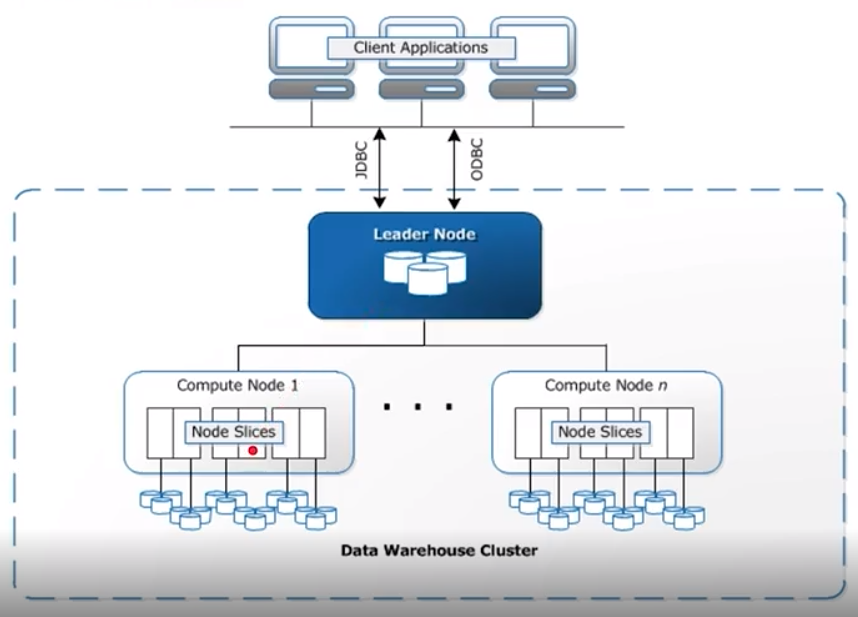 Client Applications
JDBC
ODBC
Leader Node
Compute Node 1
Compute Node n
Node Slices
Node Slices
. . .
Data Warehouse Cluster